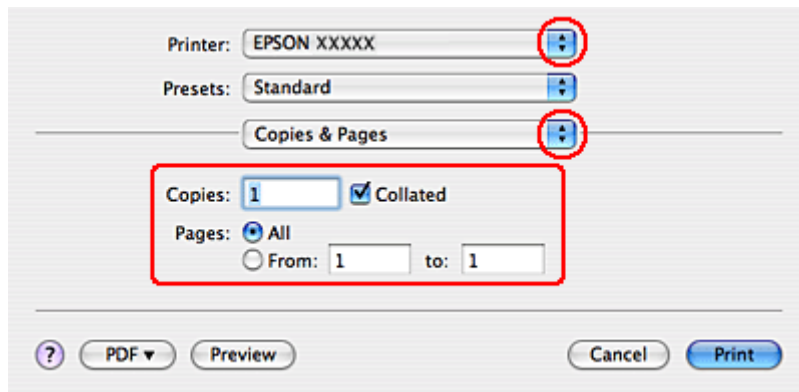 Printer: EPSON XXXXX
Presets: Standard
Copies & Pages
Copies: 1 Collated
Pages: All
From: 1 to: 1
? PDF Preview Cancel Print